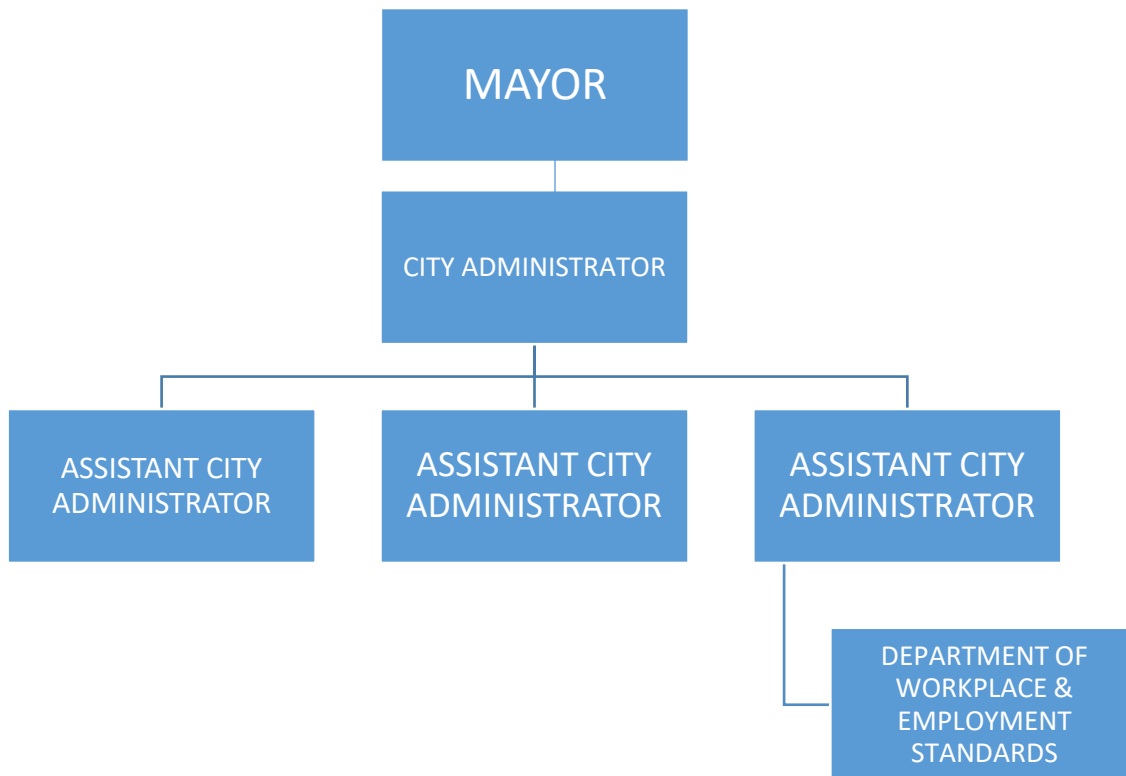 MAYOR
CITY ADMINISTRATOR
ASSISTANT CITY
ADMINISTRATOR
ASSISTANT CITY
ADMINISTRATOR
ASSISTANT CITY
ADMINISTRATOR
DEPARTMENT OF
WORKPLACE &
EMPLOYMENT
STANDARDS